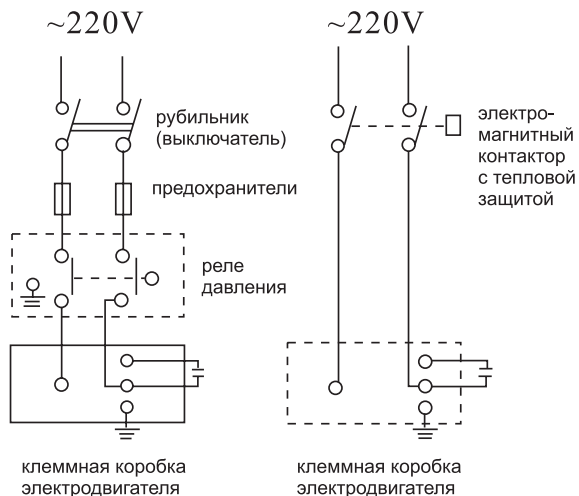 ~220V
рубильник
(выключатель)
предохранители
реле
давления
клеммная коробка
электродвигателя
~220V
электро-
магнитный
контактор
с тепловой
защитой
клеммная коробка
электродвигателя